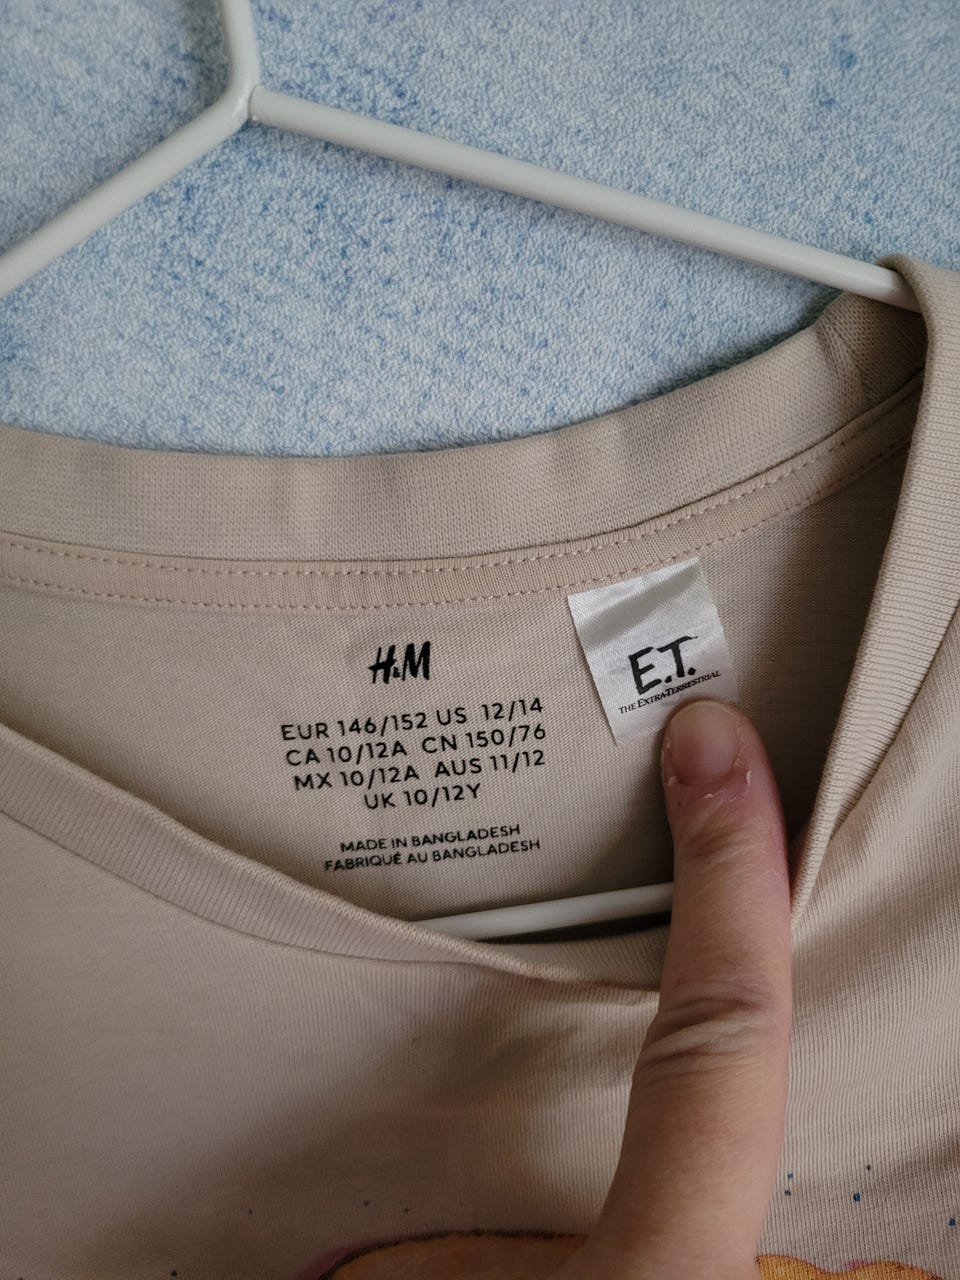 H&M
EUR 146/152 US 12/14
CA 10/12A CN 150/76
MX 10/12A AUS 11/12
UK 10/12Y
MADE IN BANGLADESH
FABRIQUÉ AU BANGLADESH
E.T.
THE EXTRA-TERRESTRIAL